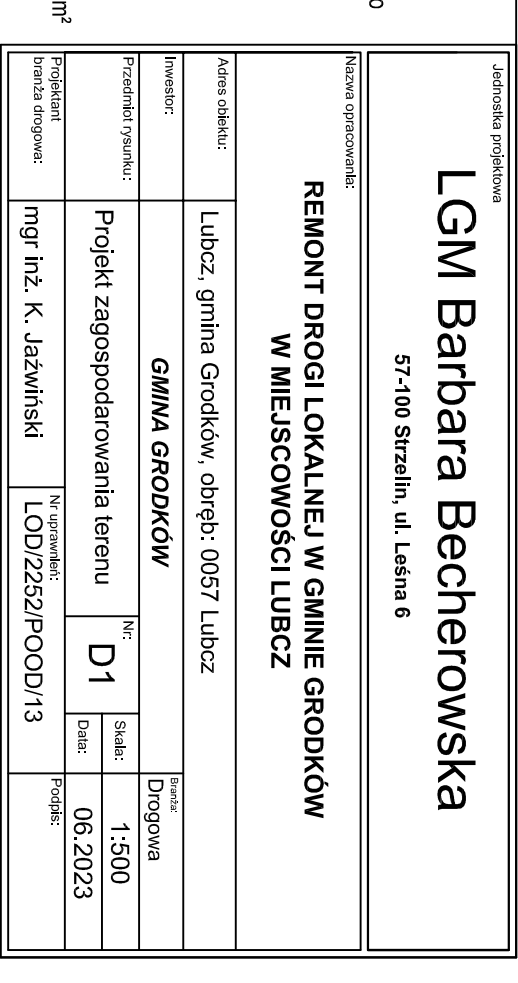 m²
0
Jednostka projektowa
LGM Barbara Becherowska
57-100 Strzelin, ul. Leśna 6
Nazwa opracowania:
REMONT DROGI LOKALNEJ W GMINIE GRODKÓW
W MIEJSCOWOŚCI LUBCZ
Adres obiektu:
Lubcz, gmina Grodków, obręb: 0057 Lubcz
Inwestor:
GMINA GRODKÓW
Branża:
Drogowa
Przedmiot rysunku:
Projekt zagospodarowania terenu
Nr:
D1
Skala:
1:500
Data:
06.2023
Projektant
branża drogowa:
mgr inż. K. Jaźwiński
Nr uprawnień:
LOD/2252/POOD/13
Podpis: